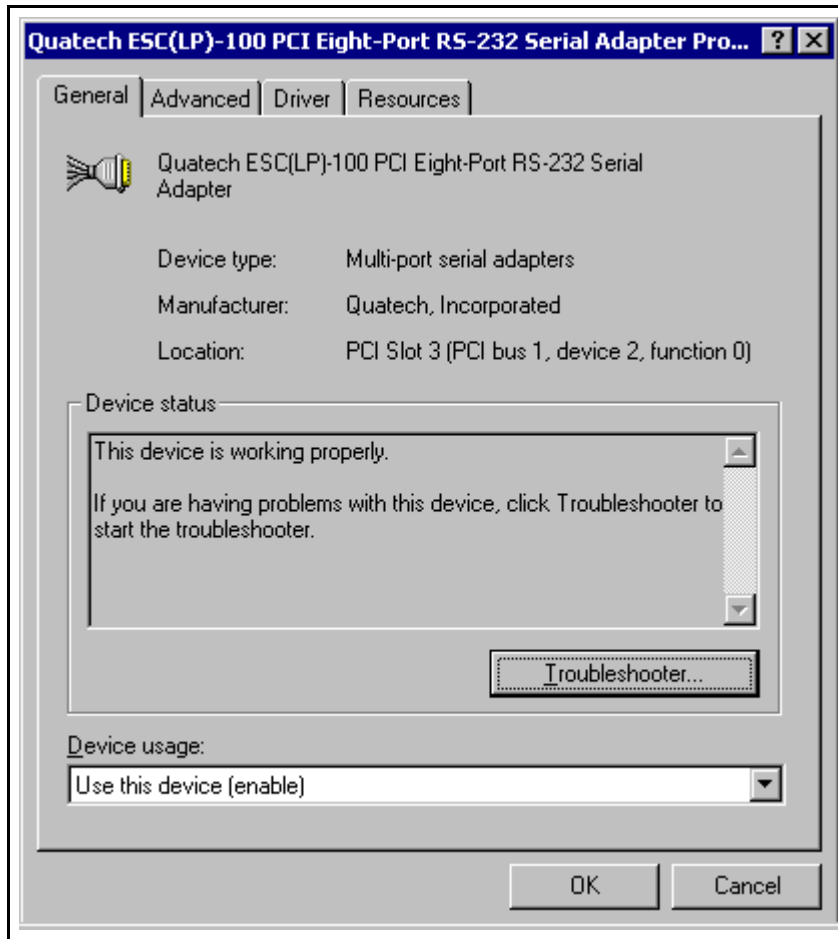 Quatech ESC(LP)-100 PCI Eight-Port RS-232 Serial Adapter Pro...
General Advanced Driver Resources
Quatech ESC(LP)-100 PCI Eight-Port RS-232 Serial
Adapter
Device type: Multi-port serial adapters
Manufacturer: Quatech, Incorporated
Location: PCI Slot 3 (PCI bus 1, device 2, function 0)
Device status
This device is working properly.
If you are having problems with this device, click Troubleshooter to
start the troubleshooter.
Troubleshooter...
Device usage:
Use this device (enable)
OK Cancel